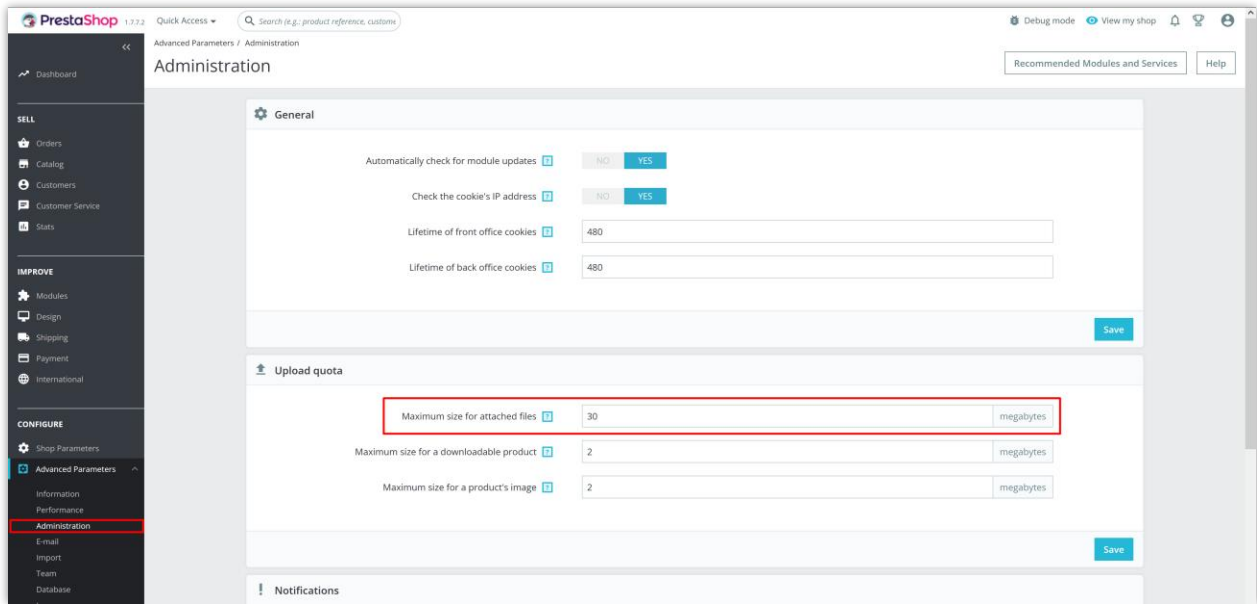 PrestaShop 1.7.7.2 Quick Access Search (e.g.: product reference, custome Debug mode View my shop
Advanced Parameters / Administration
Administration
Recommended Modules and Services Help
Dashboard
SELL
Orders
Catalog
Customers
Customer Service
Stats
IMPROVE
Modules
Design
Shipping
Payment
International
CONFIGURE
Shop Parameters
Advanced Parameters
Information
Performance
Administration
E-mail
Import
Team
Database
General
Automatically check for module updates ? NO YES
Check the cookie's IP address ? NO YES
Lifetime of front office cookies ? 480
Lifetime of back office cookies ? 480
Save
Upload quota
Maximum size for attached files ? 30 megabytes
Maximum size for a downloadable product ? 2 megabytes
Maximum size for a product's image ? 2 megabytes
Save
Notifications